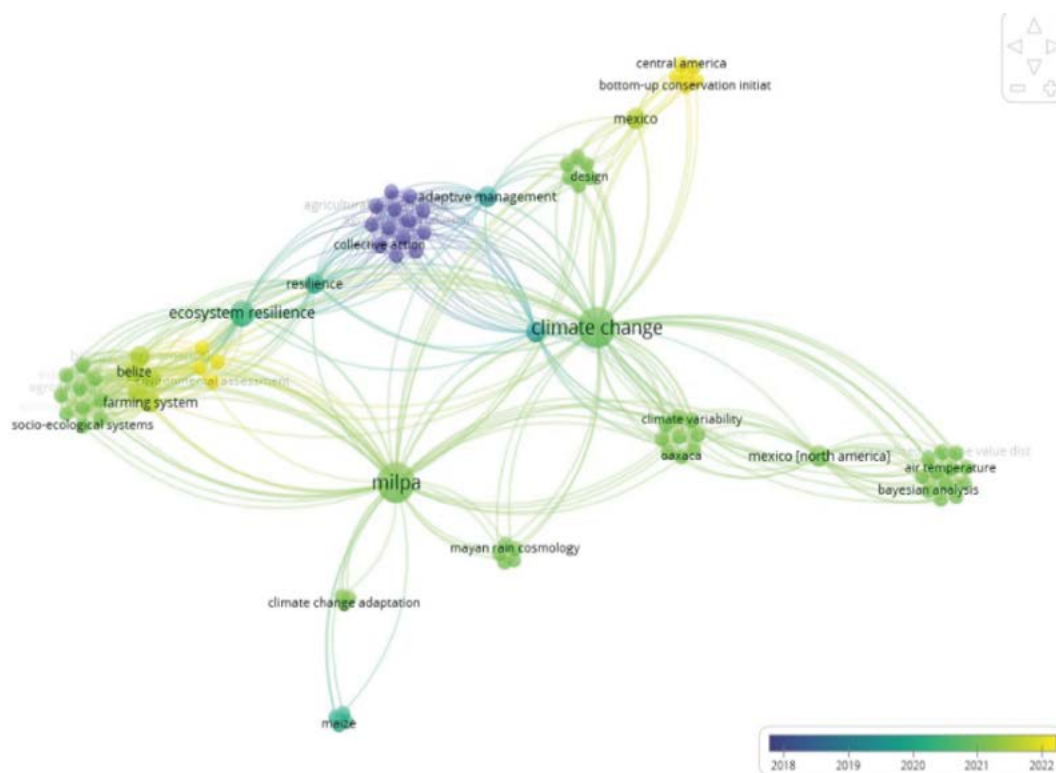 central america
bottom-up conservation initiat
mexico
design
adaptive management
collective action
resilience
ecosystem resilience
climate change
belize
environmental assessment
farming system
socio-ecological systems
climate variability
oaxaca
mexico [north america]
air temperature
bayesian analysis
milpa
mayan rain cosmology
climate change adaptation
maize
2018 2019 2020 2021 2022